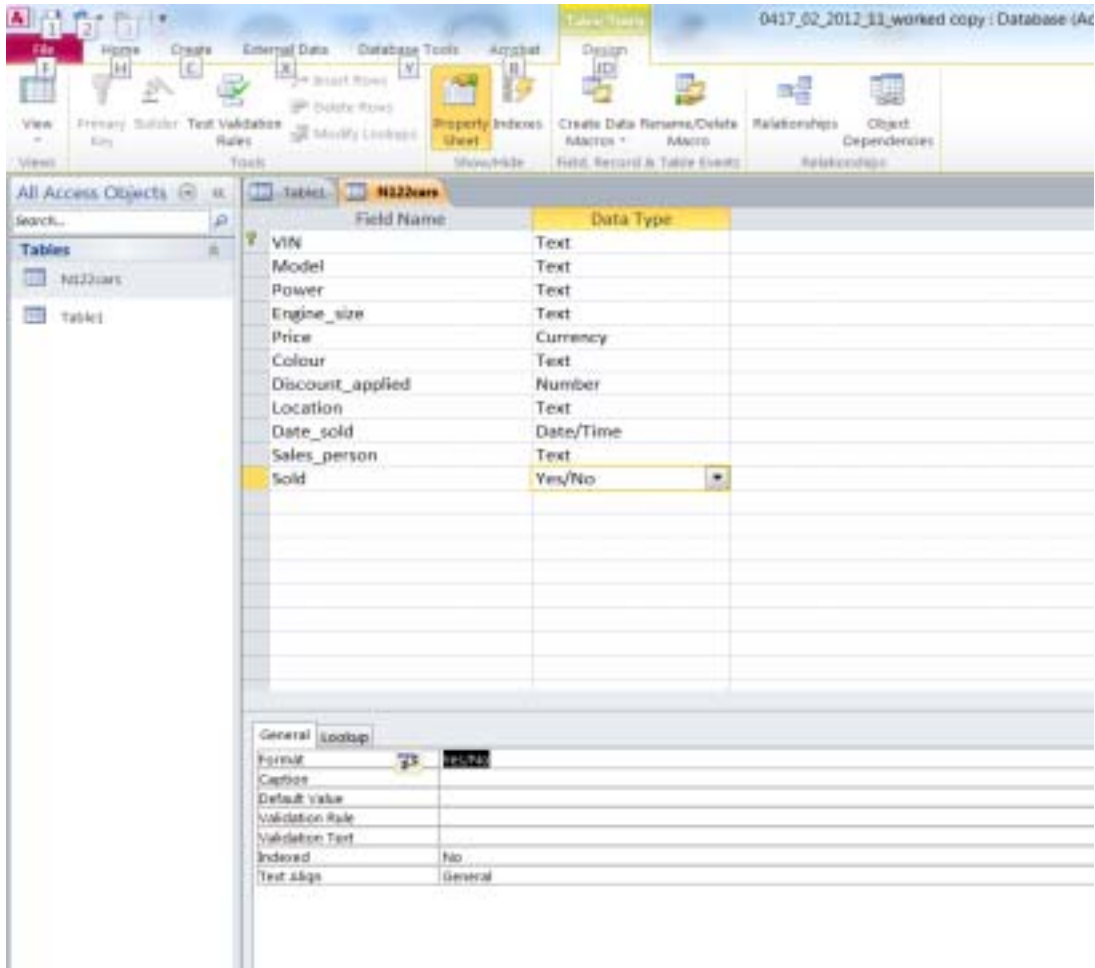 A 1 2 3 Table Tools 0417_02_2012_11_worked copy : Database (Ac
File Home Create External Data Database Tools Acrobat Design
F H C X Y B JD
Insert Rows
Delete Rows
Modify Lookups
View Primary Key Builder Test Validation Rules Property Sheet Indexes Create Data Macros Rename/Delete Macro Relationships Object Dependencies
Views Tools Show/Hide Field, Record & Table Events Relationships
All Access Objects Table1 N122cars
Search... Field Name Data Type
Tables
N122cars
Table1
VIN Text
Model Text
Power Text
Engine_size Text
Price Currency
Colour Text
Discount_applied Number
Location Text
Date_sold Date/Time
Sales_person Text
Sold Yes/No
General Lookup
Format Yes/No
Caption
Default Value
Validation Rule
Validation Text
Indexed No
Text Align General